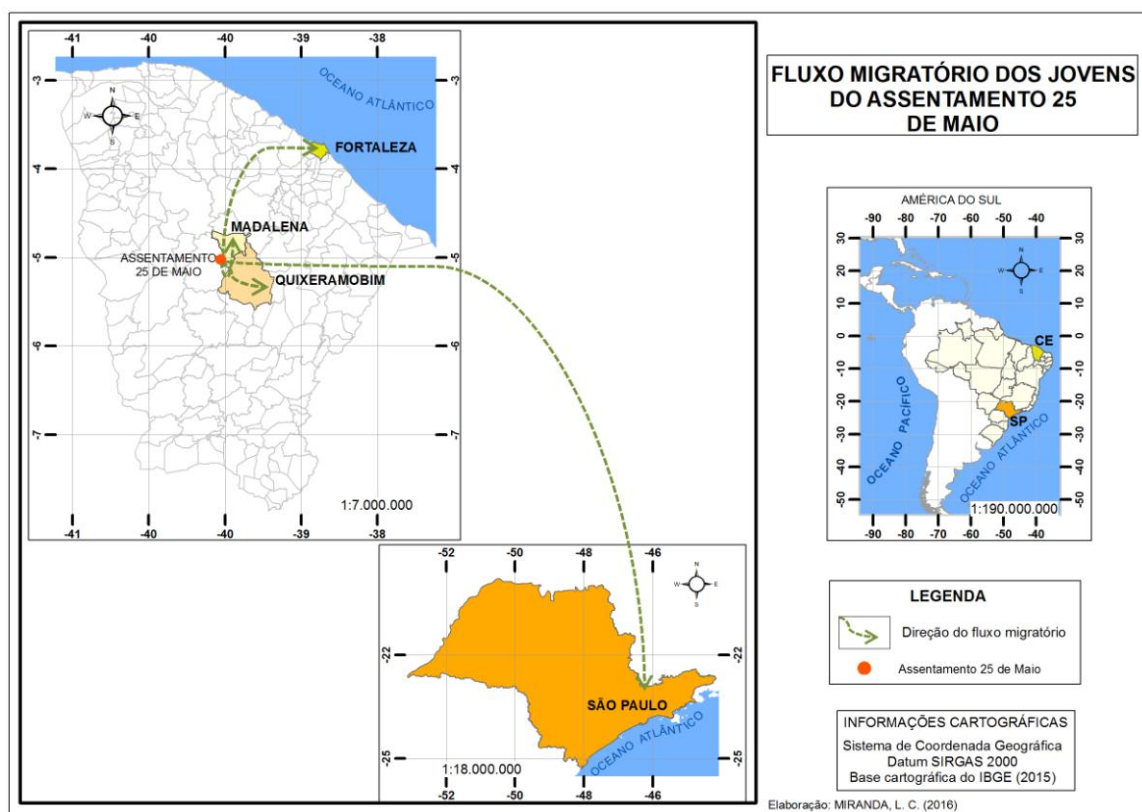 FLUXO MIGRATÓRIO DOS JOVENS
DO ASSENTAMENTO 25
DE MAIO
-41 -40 -40 -39 -38
-3 -3
OCEANO ATLÂNTICO
N
W E
S
FORTALEZA
-4 -4
MADALENA
ASSENTAMENTO
25 DE MAIO
-5 -5
QUIXERAMOBIM
-6 -6
-7 -7
1:7.000.000
-41 -40 -40 -39 -38
-52 -50 -48 -46
N
W E
S
-22 -22
SÃO PAULO
OCEANO ATLÂNTICO
-25 -25
1:18.000.000
-52 -50 -48 -46
AMÉRICA DO SUL
-90 -80 -70 -60 -50 -40
30 30
N
W E
S
20 20
10 10
0 0
CE
-10 -10
-20 -20
SP
-30 -30
OCEANO PACÍFICO
OCEANO ATLÂNTICO
-40 -40
-50 -50
1:190.000.000
-90 -80 -70 -60 -50 -40
LEGENDA
Direção do fluxo migratório
Assentamento 25 de Maio
INFORMAÇÕES CARTOGRÁFICAS
Sistema de Coordenada Geográfica
Datum SIRGAS 2000
Base cartográfica do IBGE (2015)
Elaboração: MIRANDA, L. C. (2016)